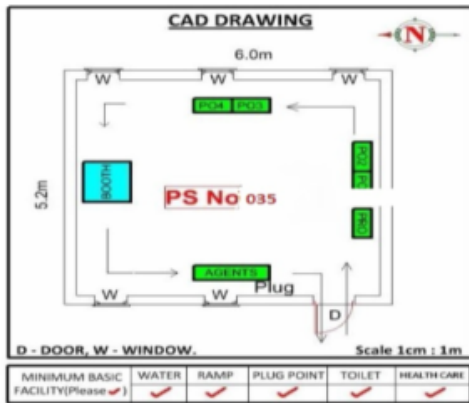 CAD DRAWING
N
6.0m
W W W
PO4 PO3
PO2
5.2m
BOOTH
PS No 035
PRO
AGENTS
Plug
W W
D
D - DOOR, W - WINDOW. Scale 1cm : 1m
MINIMUM BASIC FACILITY(Please ✓) WATER RAMP PLUG POINT TOILET HEALTH CARE
✓ ✓ ✓ ✓ ✓